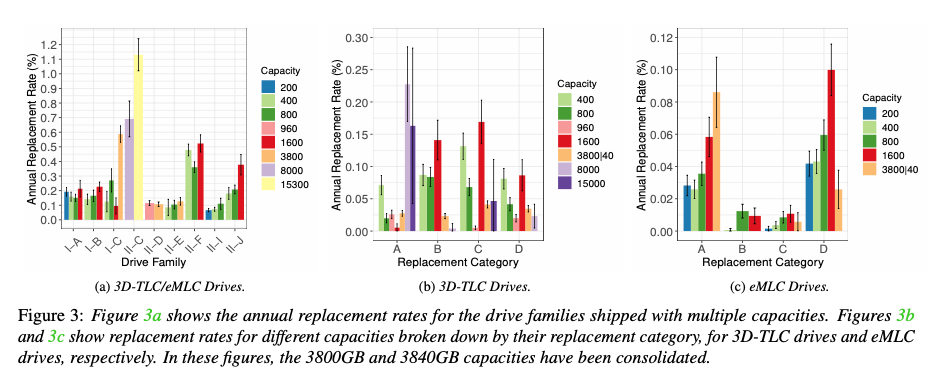 Annual Replacement Rate (%)
1.2
1.1
1.0
0.9
0.8
0.7
0.6
0.5
0.4
0.3
0.2
0.1
0.0
I-A
I-B
I-C
II-C
II-D
II-E
II-F
II-I
II-J
Drive Family
Capacity
200
400
800
960
1600
3800
8000
15300
(a) 3D-TLC/eMLC Drives.
Annual Replacement Rate (%)
0.30
0.25
0.20
0.15
0.10
0.05
0.00
A B C D
Replacement Category
Capacity
400
800
960
1600
3800|40
8000
15000
(b) 3D-TLC Drives.
Annual Replacement Rate (%)
0.12
0.10
0.08
0.06
0.04
0.02
0.00
A B C D
Replacement Category
Capacity
200
400
800
1600
3800|40
(c) eMLC Drives.
Figure 3: Figure 3a shows the annual replacement rates for the drive families shipped with multiple capacities. Figures 3b
and 3c show replacement rates for different capacities broken down by their replacement category, for 3D-TLC drives and eMLC
drives, respectively. In these figures, the 3800GB and 3840GB capacities have been consolidated.